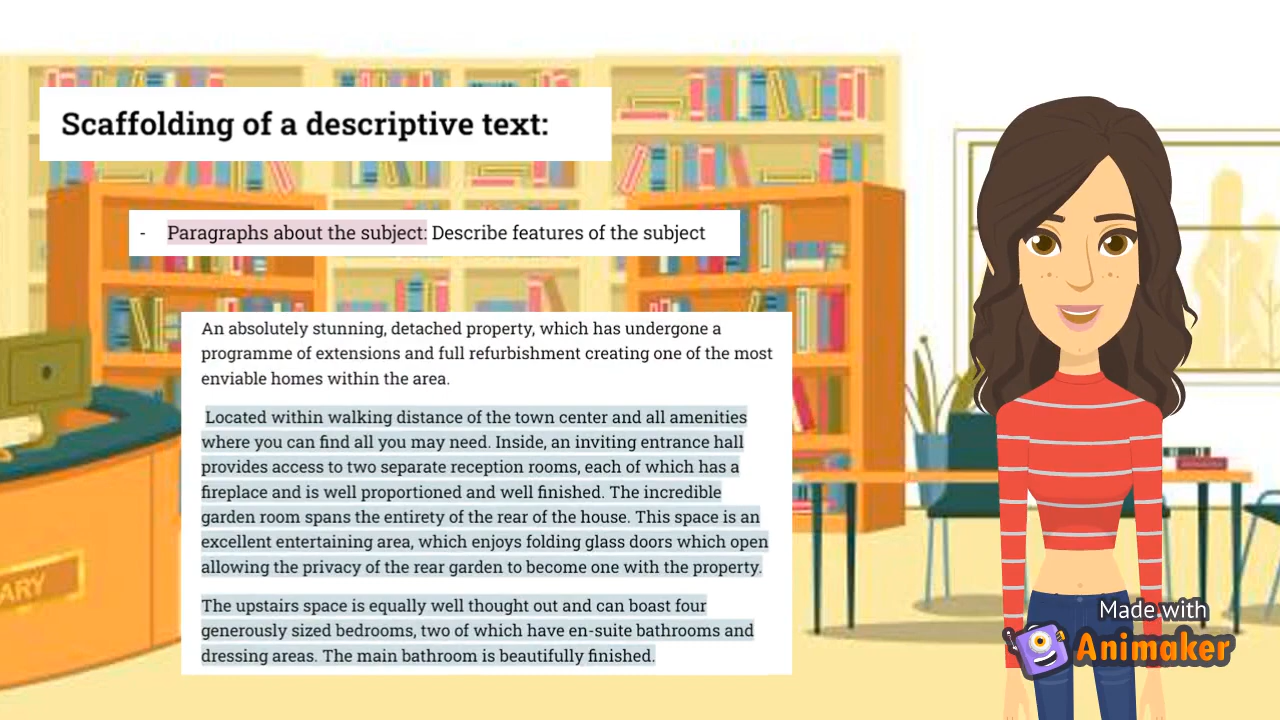 Scaffolding of a descriptive text:
- Paragraphs about the subject: Describe features of the subject
An absolutely stunning, detached property, which has undergone a
programme of extensions and full refurbishment creating one of the most
enviable homes within the area.
Located within walking distance of the town center and all amenities
where you can find all you may need. Inside, an inviting entrance hall
provides access to two separate reception rooms, each of which has a
fireplace and is well proportioned and well finished. The incredible
garden room spans the entirety of the rear of the house. This space is an
excellent entertaining area, which enjoys folding glass doors which open
allowing the privacy of the rear garden to become one with the property.
The upstairs space is equally well thought out and can boast four
generously sized bedrooms, two of which have en-suite bathrooms and
dressing areas. The main bathroom is beautifully finished.
ARY
Made with
Animaker